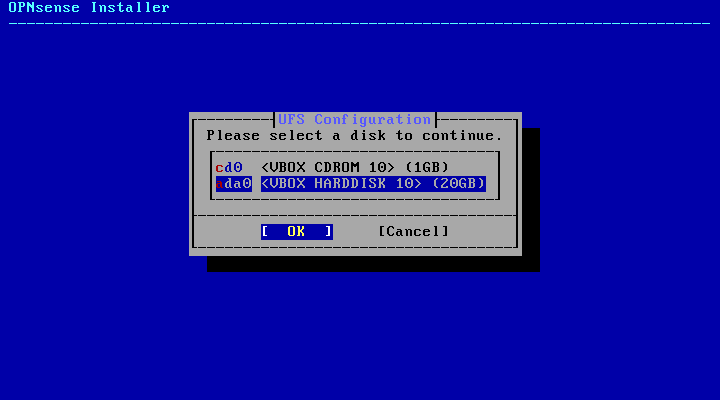 OPNsense Installer
UFS Configuration
Please select a disk to continue.
cd0 <VBOX CDROM 10> (1GB)
ada0 <VBOX HARDDISK 10> (20GB)
[ OK ] [Cancel]